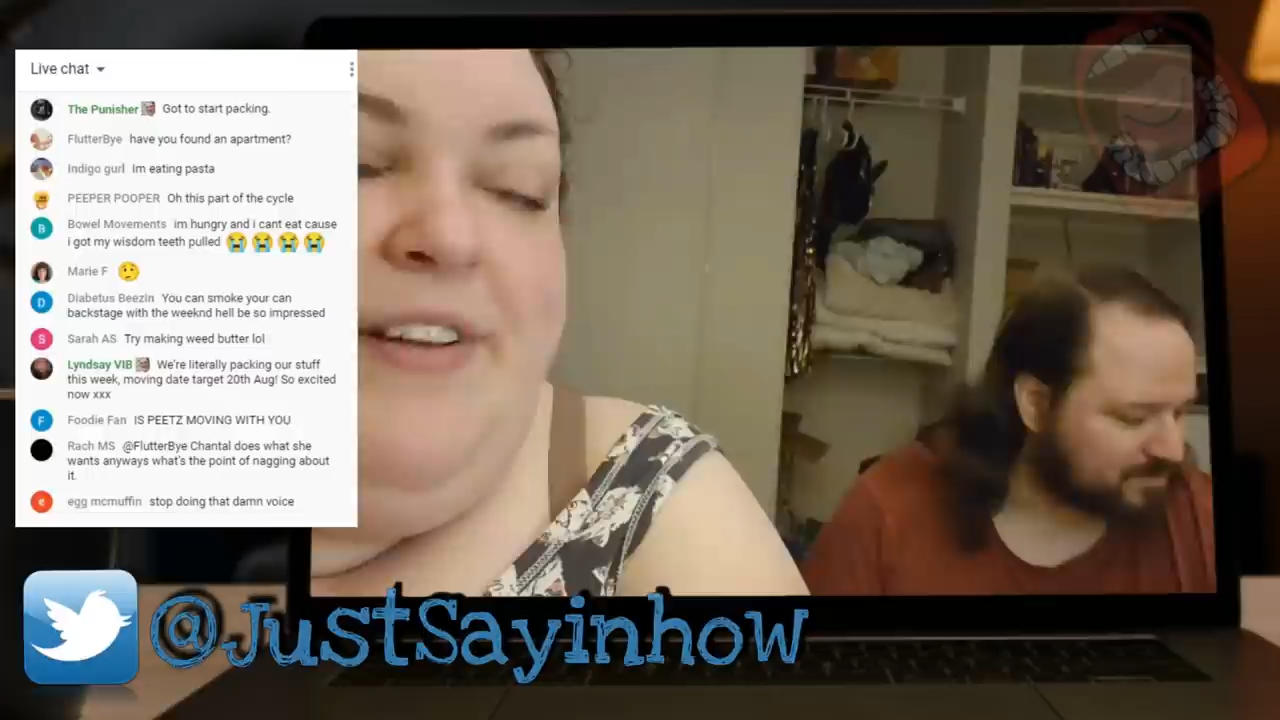 Live chat
The Punisher Got to start packing.
FlutterBye have you found an apartment?
Indigo gurl Im eating pasta
PEEPER POOPER Oh this part of the cycle
Bowel Movements im hungry and i cant eat cause
i got my wisdom teeth pulled 😭 😭 😭 😭
Marie F 🤨
Diabetus Beezin You can smoke your can
backstage with the weeknd hell be so impressed
Sarah AS Try making weed butter lol
Lyndsay VIB We're literally packing our stuff
this week, moving date target 20th Aug! So excited
now xxx
Foodie Fan IS PEETZ MOVING WITH YOU
Rach MS @FlutterBye Chantal does what she
wants anyways what's the point of nagging about
it.
egg mcmuffin stop doing that damn voice
B
D
S
F
e
@JustSayinhow